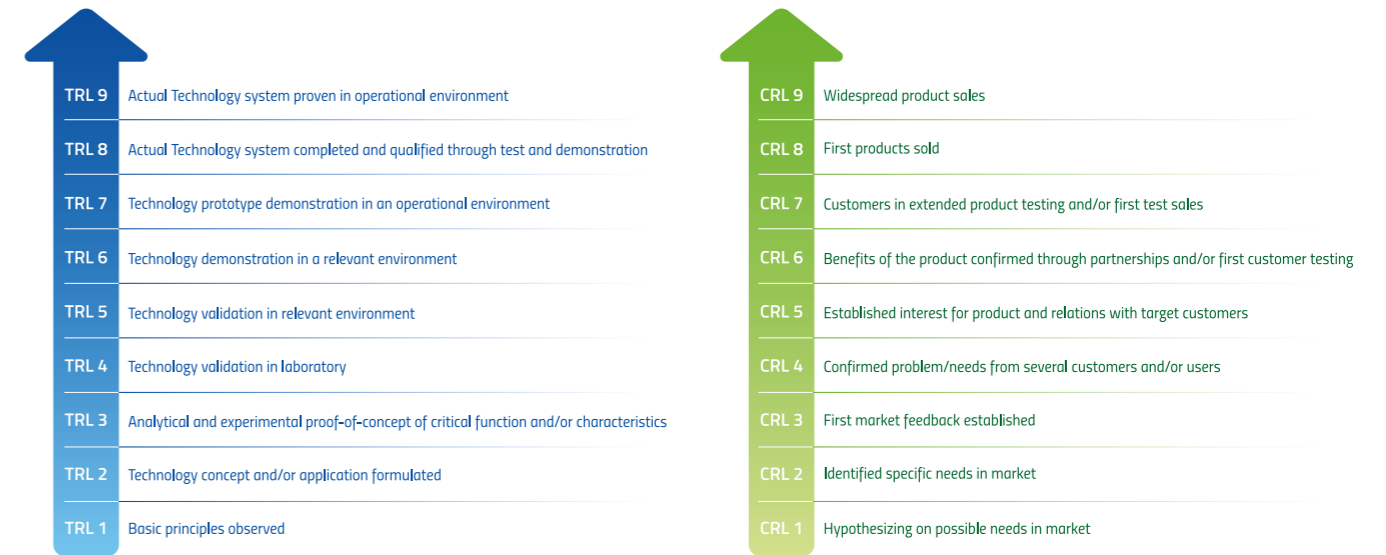 TRL 9 Actual Technology system proven in operational environment
TRL 8 Actual Technology system completed and qualified through test and demonstration
TRL 7 Technology prototype demonstration in an operational environment
TRL 6 Technology demonstration in a relevant environment
TRL 5 Technology validation in relevant environment
TRL 4 Technology validation in laboratory
TRL 3 Analytical and experimental proof-of-concept of critical function and/or characteristics
TRL 2 Technology concept and/or application formulated
TRL 1 Basic principles observed
CRL 9 Widespread product sales
CRL 8 First products sold
CRL 7 Customers in extended product testing and/or first test sales
CRL 6 Benefits of the product confirmed through partnerships and/or first customer testing
CRL 5 Established interest for product and relations with target customers
CRL 4 Confirmed problem/needs from several customers and/or users
CRL 3 First market feedback established
CRL 2 Identified specific needs in market
CRL 1 Hypothesizing on possible needs in market